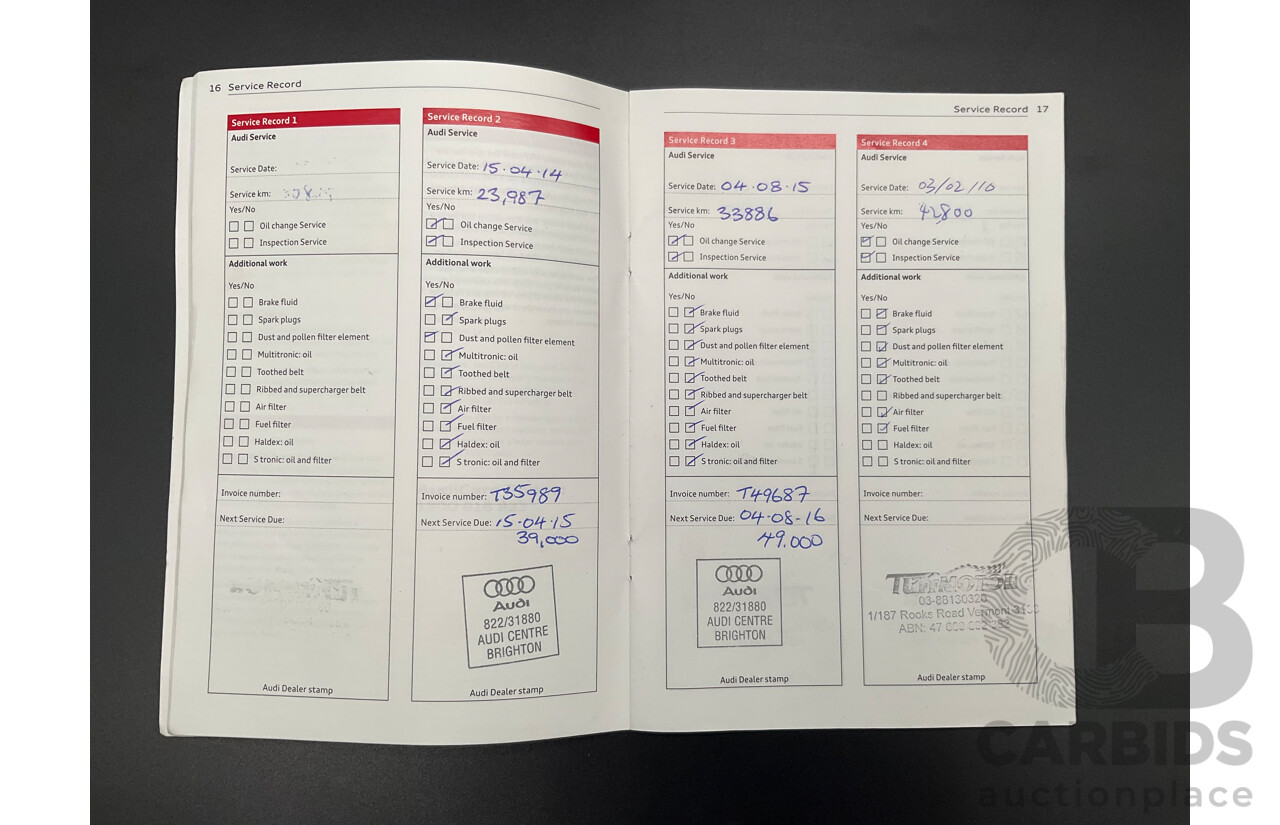 16 Service Record
Service Record 1
Audi Service
Service Date:
Service km:
Yes/No
Oil change Service
Inspection Service
Additional work
Yes/No
Brake fluid
Spark plugs
Dust and pollen filter element
Multitronic: oil
Toothed belt
Ribbed and supercharger belt
Air filter
Fuel filter
Haldex: oil
S tronic: oil and filter
Invoice number:
Next Service Due:
Audi Dealer stamp
Service Record 2
Audi Service
Service Date: 15.04.14
Service km: 23,987
Yes/No
Oil change Service
Inspection Service
Additional work
Yes/No
Brake fluid
Spark plugs
Dust and pollen filter element
Multitronic: oil
Toothed belt
Ribbed and supercharger belt
Air filter
Fuel filter
Haldex: oil
S tronic: oil and filter
Invoice number: T35989
Next Service Due: 15.04.15
39,000
Audi
822/31880
AUDI CENTRE
BRIGHTON
Audi Dealer stamp
Service Record 17
Service Record 3
Audi Service
Service Date: 04.08.15
Service km: 33886
Yes/No
Oil change Service
Inspection Service
Additional work
Yes/No
Brake fluid
Spark plugs
Dust and pollen filter element
Multitronic: oil
Toothed belt
Ribbed and supercharger belt
Air filter
Fuel filter
Haldex: oil
S tronic: oil and filter
Invoice number: T49687
Next Service Due: 04.08-16
49.000
Audi
822/31880
AUDI CENTRE
BRIGHTON
Audi Dealer stamp
Service Record 4
Audi Service
Service Date: 03/02/10
Service km: 42800
Yes/No
Oil change Service
Inspection Service
Additional work
Yes/No
Brake fluid
Spark plugs
Dust and pollen filter element
Multitronic: oil
Toothed belt
Ribbed and supercharger belt
Air filter
Fuel filter
Haldex: oil
S tronic: oil and filter
Invoice number:
Next Service Due:
1/187 Rooks Road Vermont
ABN: 47
Audi Dealer stamp
CB
CARBIDS
auctionplace